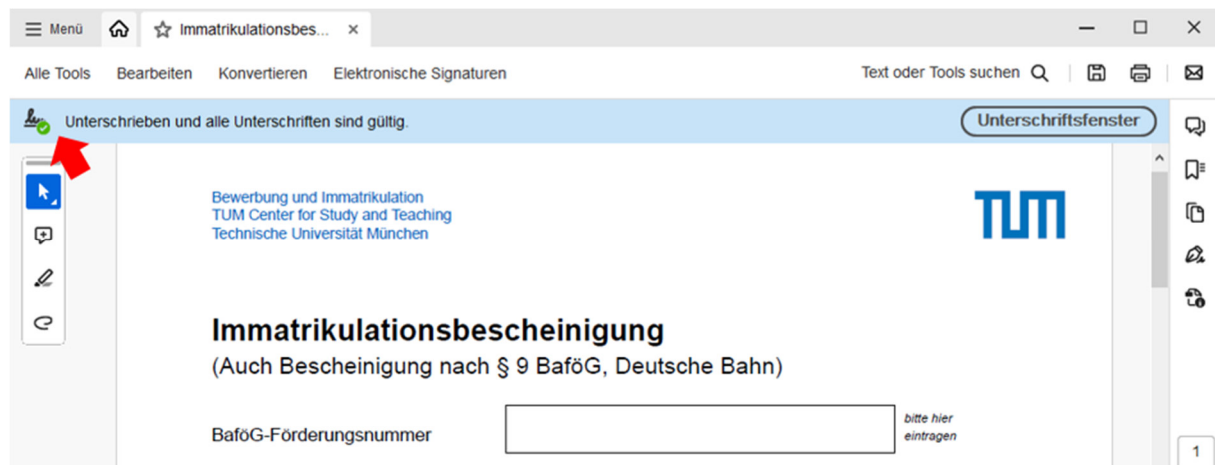 Menü
Immatrikulationsbes...
Alle Tools Bearbeiten Konvertieren Elektronische Signaturen Text oder Tools suchen
Unterschrieben und alle Unterschriften sind gültig. Unterschriftsfenster
Bewerbung und Immatrikulation
TUM Center for Study and Teaching
Technische Universität München
TUM
Immatrikulationsbescheinigung
(Auch Bescheinigung nach § 9 BaföG, Deutsche Bahn)
BaföG-Förderungsnummer
bitte hier
eintragen
1